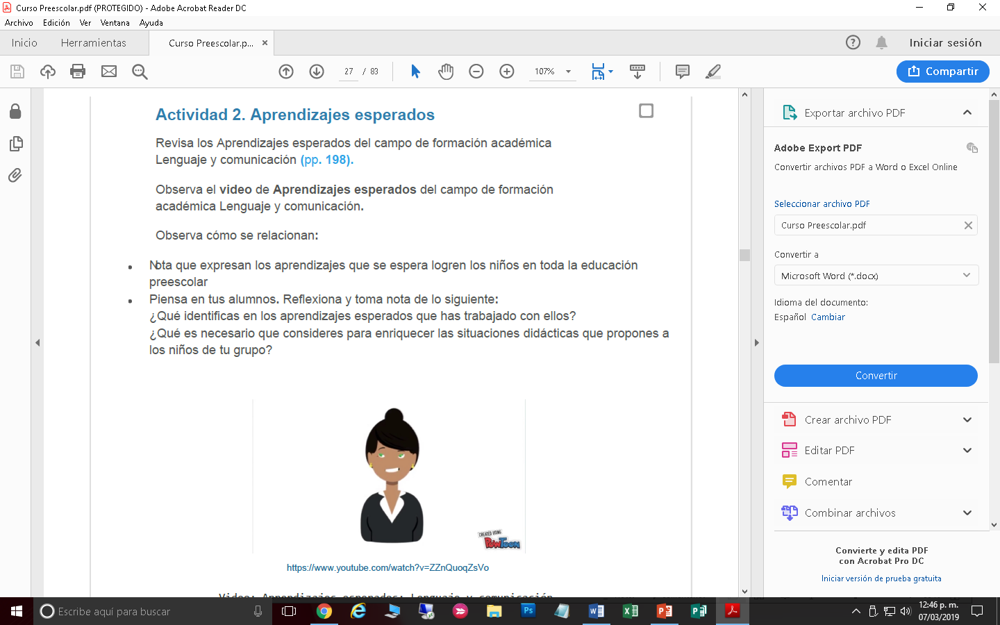 Curso Preescolar.pdf (PROTEGIDO) - Adobe Acrobat Reader DC
Archivo Edición Ver Ventana Ayuda
Inicio Herramientas Curso Preescolar.p... ×
Iniciar sesión
27 / 83
107%
Compartir
Actividad 2. Aprendizajes esperados
Revisa los Aprendizajes esperados del campo de formación académica
Lenguaje y comunicación (pp. 198).
Observa el video de Aprendizajes esperados del campo de formación
académica Lenguaje y comunicación.
Observa cómo se relacionan:
• Nota que expresan los aprendizajes que se espera logren los niños en toda la educación
preescolar
• Piensa en tus alumnos. Reflexiona y toma nota de lo siguiente:
¿Qué identificas en los aprendizajes esperados que has trabajado con ellos?
¿Qué es necesario que consideres para enriquecer las situaciones didácticas que propones a
los niños de tu grupo?
CREATED USING
POWTOON
https://www.youtube.com/watch?v=ZZnQuoqZsVo
Video: Aprendizajes esperados: Lenguaje y comunicación
Exportar archivo PDF
Adobe Export PDF
Convertir archivos PDF a Word o Excel Online
Seleccionar archivo PDF
Curso Preescolar.pdf
Convertir a
Microsoft Word (*.docx)
Idioma del documento:
Español Cambiar
Convertir
Crear archivo PDF
Editar PDF
Comentar
Combinar archivos
Convierte y edita PDF
con Acrobat Pro DC
Iniciar versión de prueba gratuita
Escribe aquí para buscar
12:46 p. m.
07/03/2019